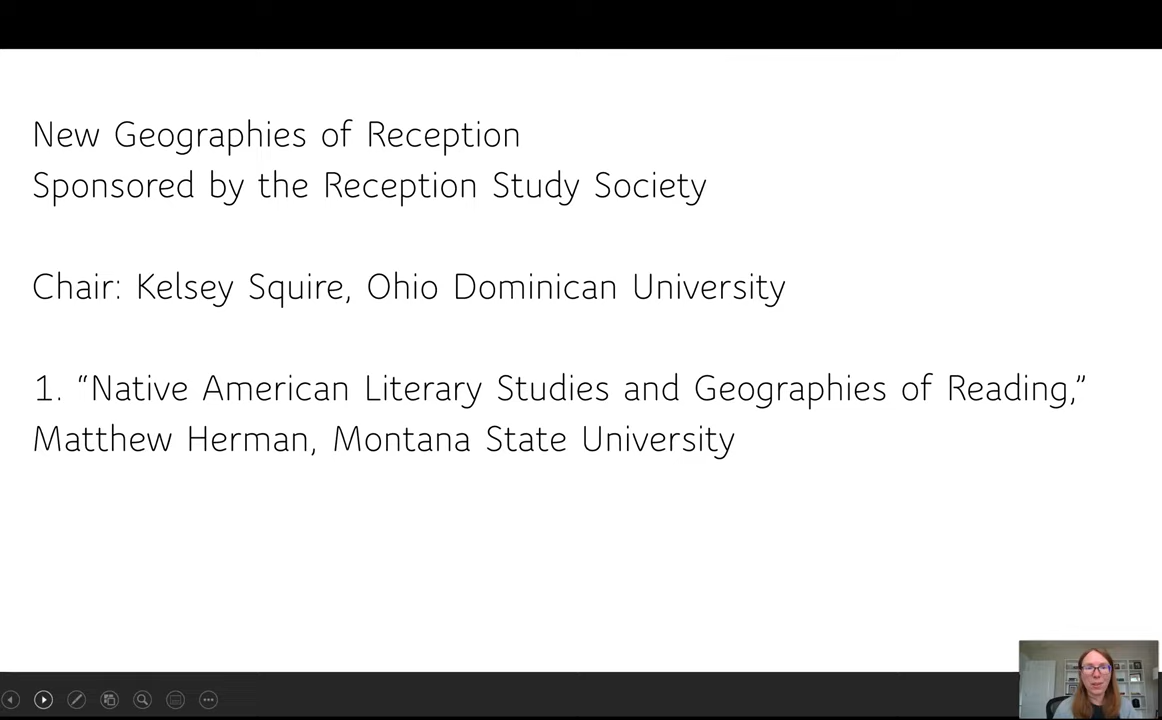 New Geographies of Reception
Sponsored by the Reception Study Society
Chair: Kelsey Squire, Ohio Dominican University
1. “Native American Literary Studies and Geographies of Reading,”
Matthew Herman, Montana State University